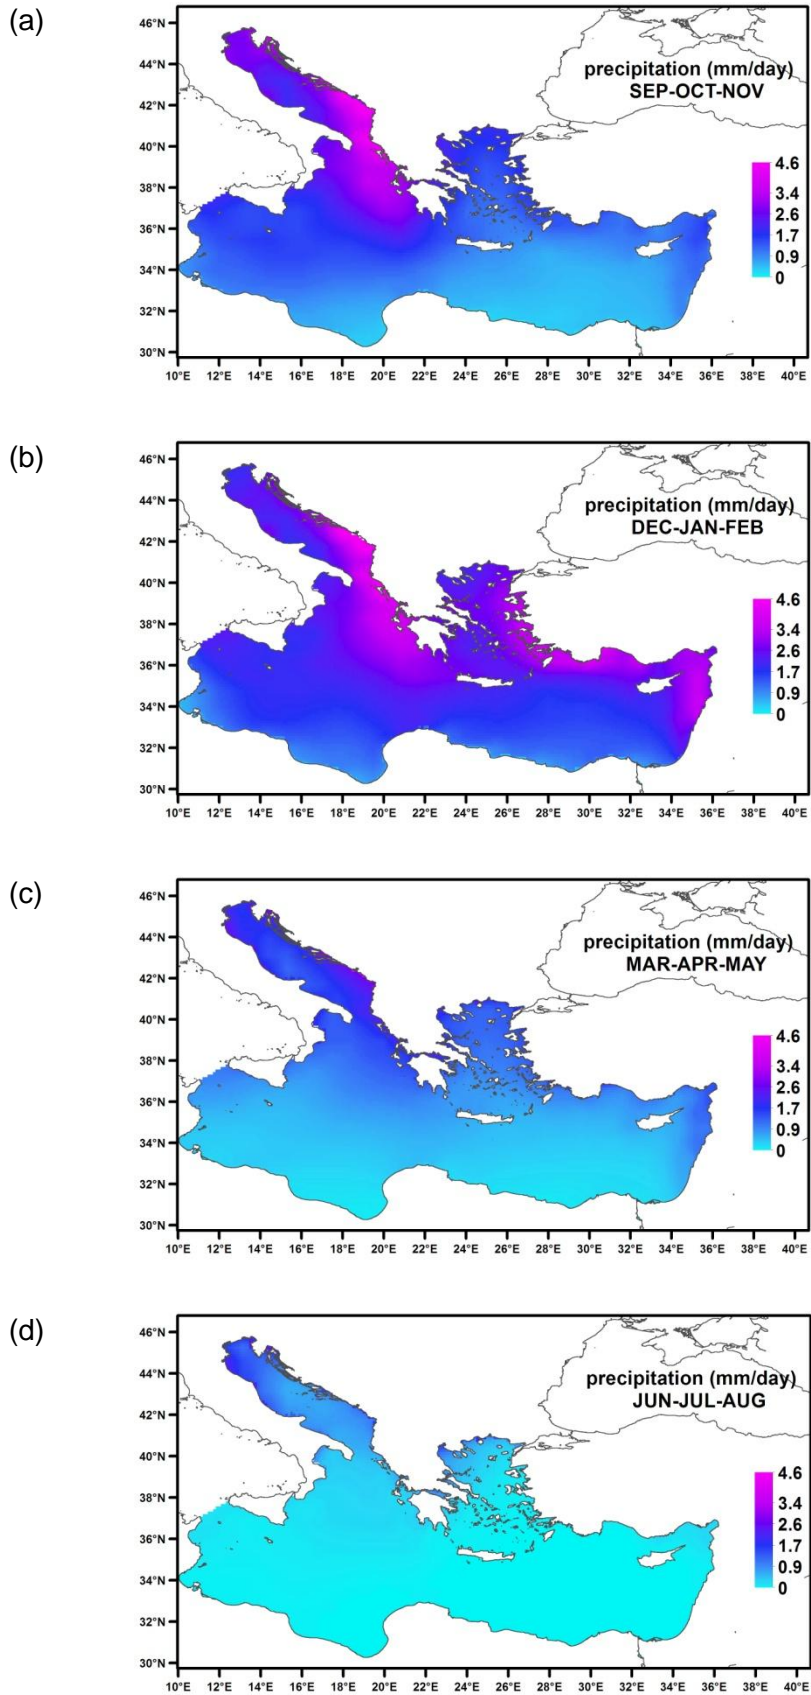 (a)
46°N
44°N
42°N
40°N
38°N
36°N
34°N
32°N
30°N
precipitation (mm/day)
SEP-OCT-NOV
4.6
3.4
2.6
1.7
0.9
0
10°E 12°E 14°E 16°E 18°E 20°E 22°E 24°E 26°E 28°E 30°E 32°E 34°E 36°E 38°E 40°E
(b)
46°N
44°N
42°N
40°N
38°N
36°N
34°N
32°N
30°N
precipitation (mm/day)
DEC-JAN-FEB
4.6
3.4
2.6
1.7
0.9
0
10°E 12°E 14°E 16°E 18°E 20°E 22°E 24°E 26°E 28°E 30°E 32°E 34°E 36°E 38°E 40°E
(c)
46°N
44°N
42°N
40°N
38°N
36°N
34°N
32°N
30°N
precipitation (mm/day)
MAR-APR-MAY
4.6
3.4
2.6
1.7
0.9
0
10°E 12°E 14°E 16°E 18°E 20°E 22°E 24°E 26°E 28°E 30°E 32°E 34°E 36°E 38°E 40°E
(d)
46°N
44°N
42°N
40°N
38°N
36°N
34°N
32°N
30°N
precipitation (mm/day)
JUN-JUL-AUG
4.6
3.4
2.6
1.7
0.9
0
10°E 12°E 14°E 16°E 18°E 20°E 22°E 24°E 26°E 28°E 30°E 32°E 34°E 36°E 38°E 40°E